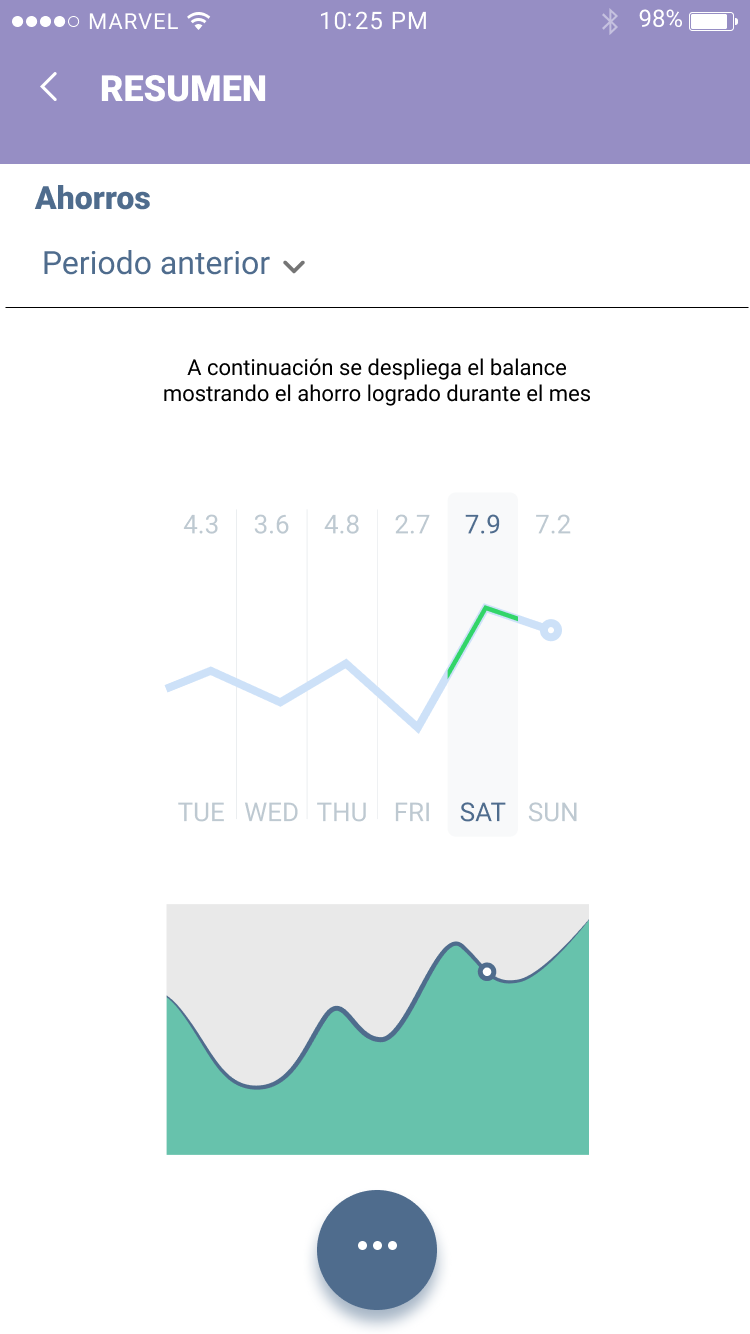 MARVEL 10:25 PM 98%
RESUMEN
Ahorros
Periodo anterior
A continuación se despliega el balance
mostrando el ahorro logrado durante el mes
4.3 3.6 4.8 2.7 7.9 7.2
TUE WED THU FRI SAT SUN